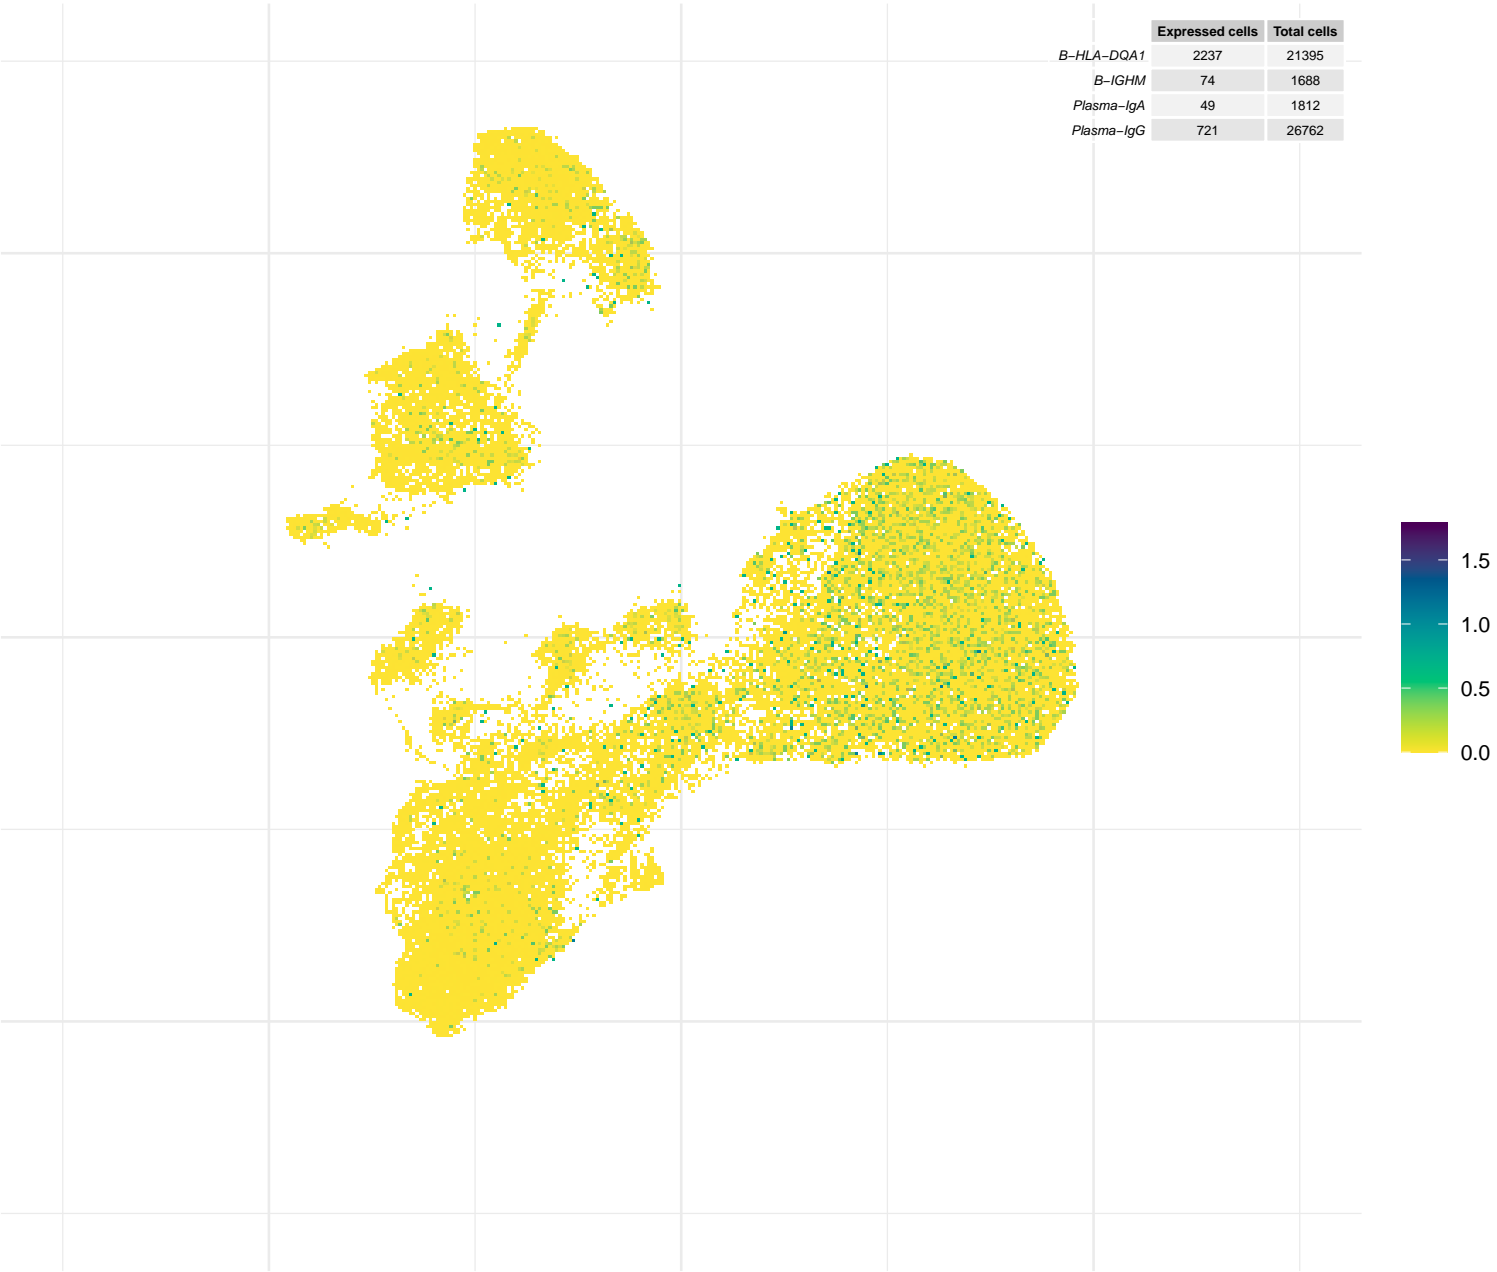 Expressed cells Total cells
B−HLA−DQA1 2237 21395
B−IGHM 74 1688
Plasma−IgA 49 1812
Plasma−IgG 721 26762
1.5
1.0
0.5
0.0